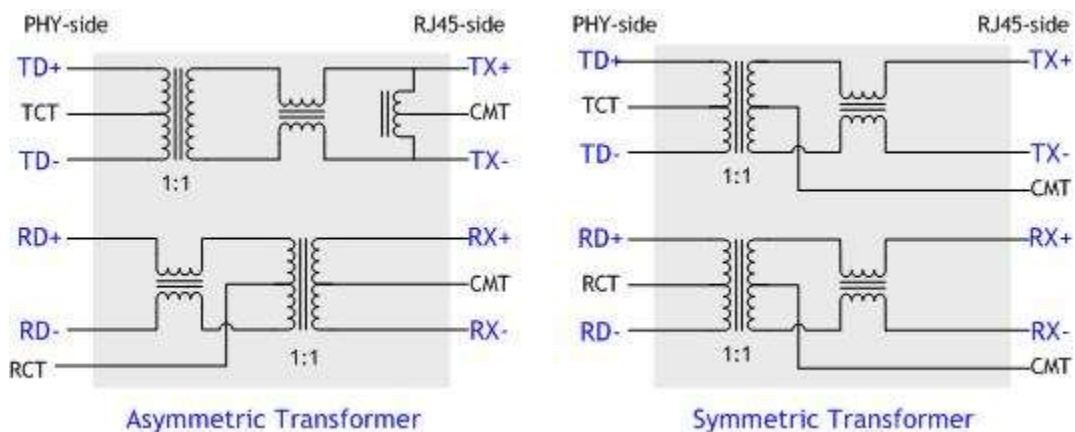 PHY-side RJ45-side
TD+ TX+
TCT CMT
TD- TX-
1:1
RD+ RX+
CMT
RD- RX-
1:1
RCT
Asymmetric Transformer
PHY-side RJ45-side
TD+ TX+
TCT
TD- TX-
1:1
CMT
RD+ RX+
RCT
RD- RX-
1:1
CMT
Symmetric Transformer